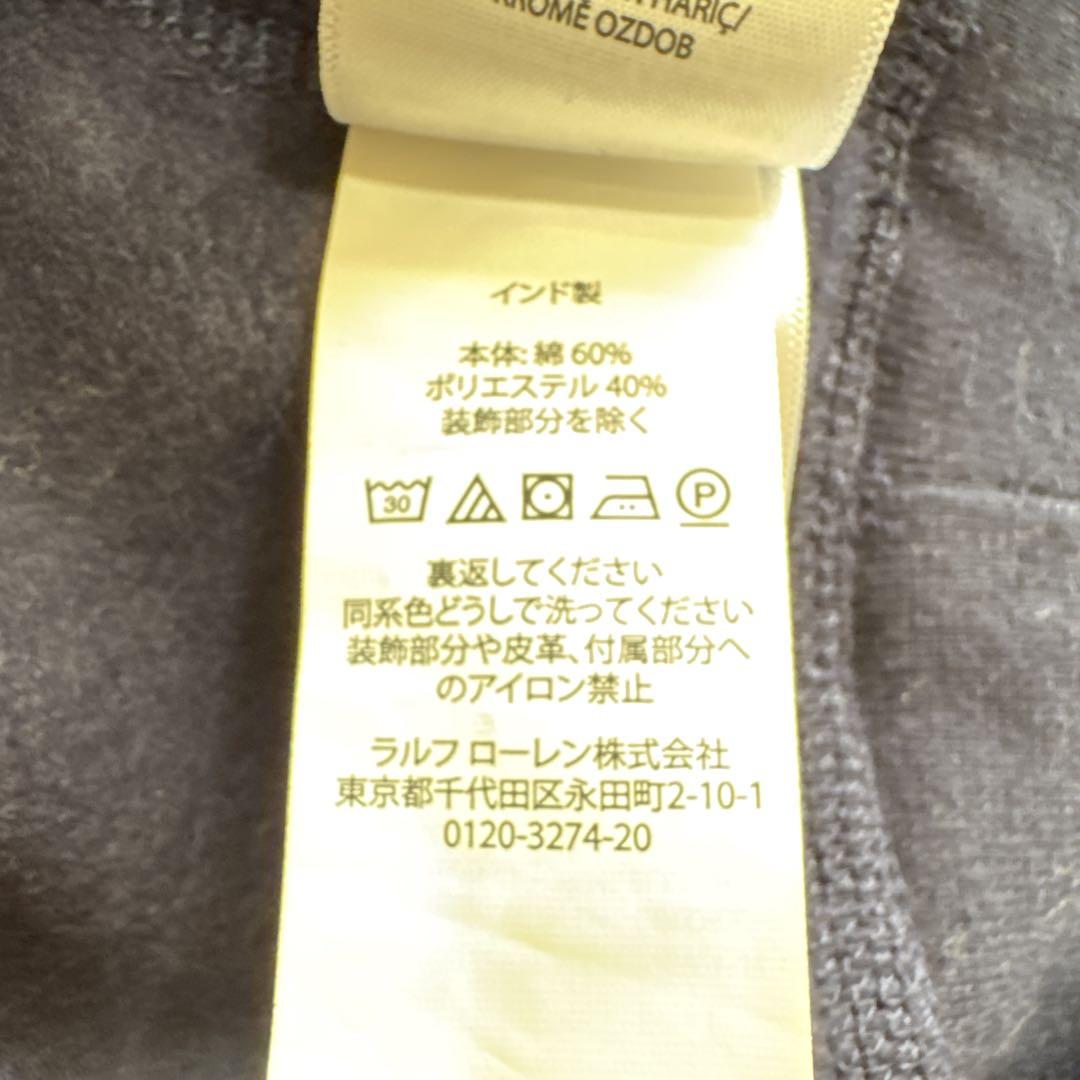 HARIÇ/
OZDOB
インド製
本体: 綿 60%
ポリエステル 40%
装飾部分を除く
30
P
裏返してください
同系色どうしで洗ってください
装飾部分や皮革、付属部分へ
のアイロン禁止
ラルフ ローレン株式会社
東京都千代田区永田町2-10-1
0120-3274-20